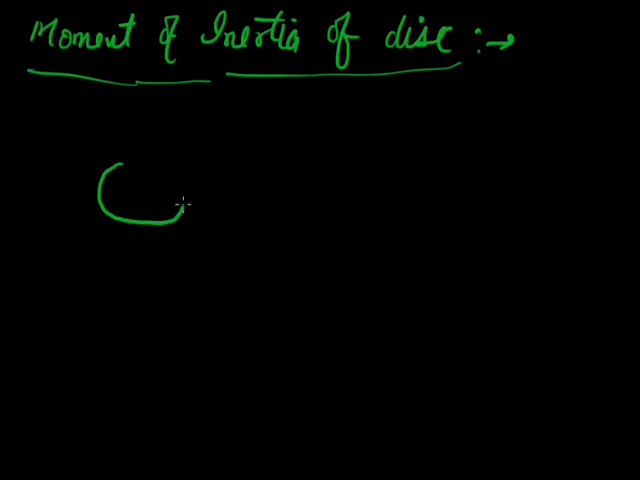 Moment of Inertia of disc :→